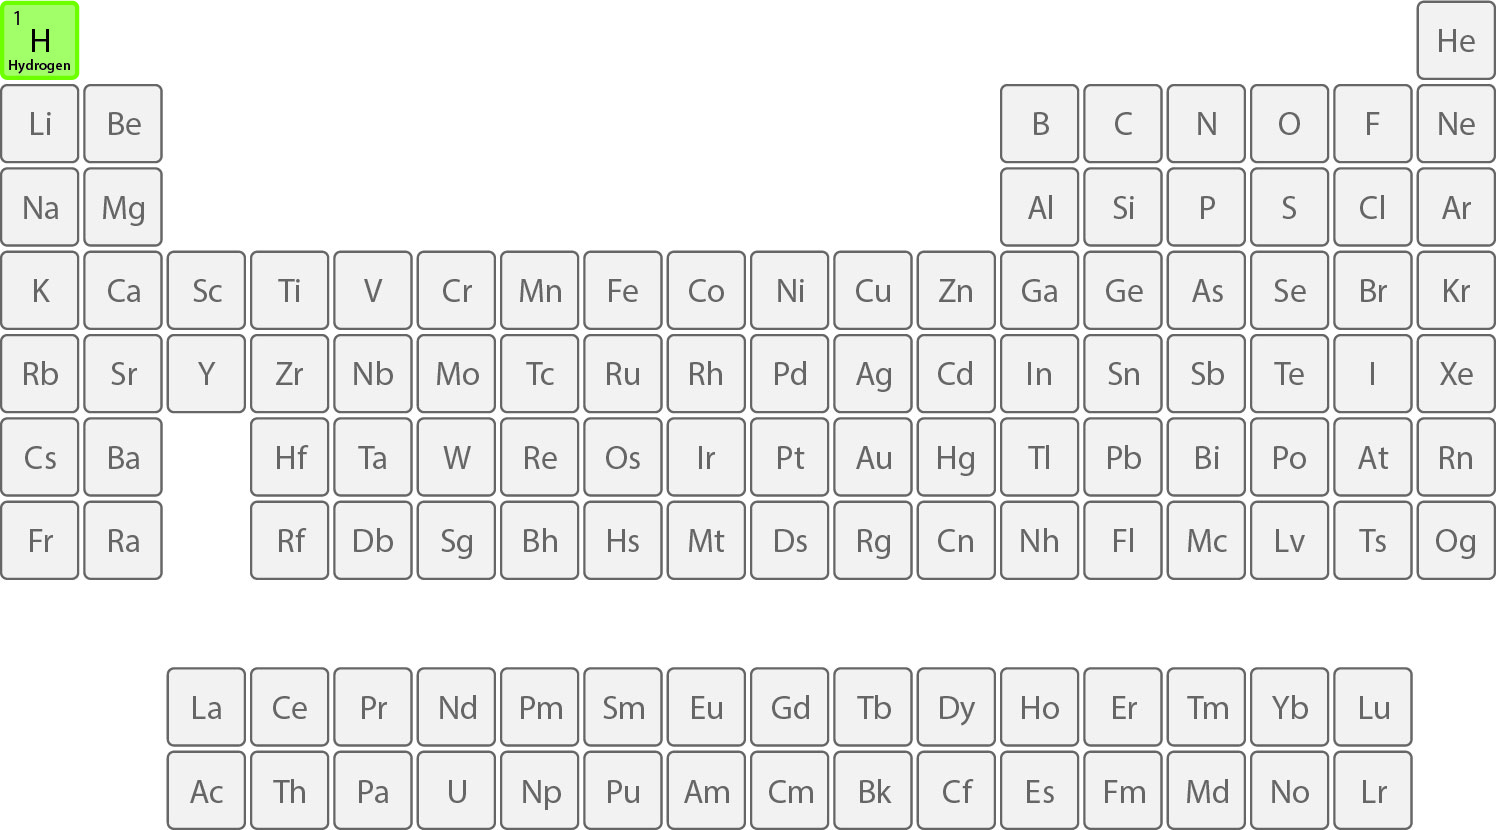 1
H He
Hydrogen
Li Be B C N O F Ne
Na Mg Al Si P S Cl Ar
K Ca Sc Ti V Cr Mn Fe Co Ni Cu Zn Ga Ge As Se Br Kr
Rb Sr Y Zr Nb Mo Tc Ru Rh Pd Ag Cd In Sn Sb Te I Xe
Cs Ba Hf Ta W Re Os Ir Pt Au Hg Tl Pb Bi Po At Rn
Fr Ra Rf Db Sg Bh Hs Mt Ds Rg Cn Nh Fl Mc Lv Ts Og
La Ce Pr Nd Pm Sm Eu Gd Tb Dy Ho Er Tm Yb Lu
Ac Th Pa U Np Pu Am Cm Bk Cf Es Fm Md No Lr